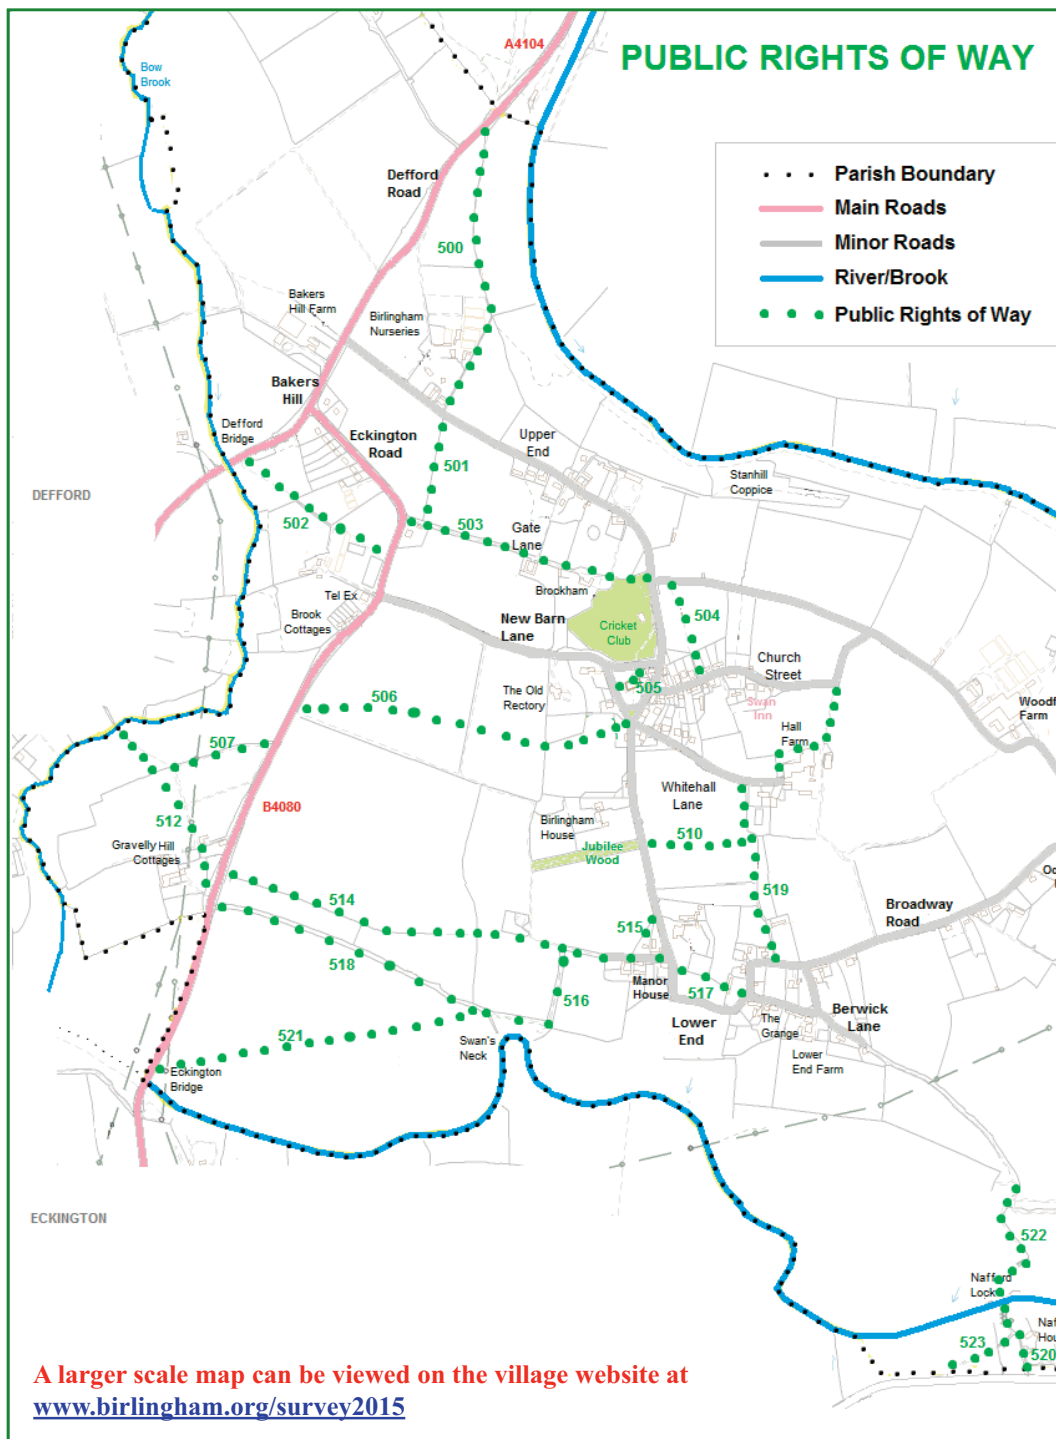 A4104
PUBLIC RIGHTS OF WAY
Bow
Brook
Parish Boundary
Main Roads
Minor Roads
River/Brook
Public Rights of Way
Defford
Road
500
Bakers
Hill Farm
Birlingham
Nurseries
Bakers
Hill
Defford
Bridge
Eckington
Road
Upper
End
501
Stanhill
Coppice
DEFFORD
502
503
Gate
Lane
Tel Ex
Brockham
Brook
Cottages
New Barn
Lane
Cricket
Club
504
Church
Street
505
506
The Old
Rectory
Swan
Inn
Hall
Farm
Farm
507
B4080
Whitehall
Lane
512
Gravelly Hill
Cottages
Birlingham
House
Jubilee
Wood
510
519
514
515
Broadway
Road
518
516
Manor
House
517
Lower
End
The
Grange
Berwick
Lane
521
Swan's
Neck
Lower
End Farm
Eckington
Bridge
ECKINGTON
522
Nafford
Lock
523
520
A larger scale map can be viewed on the village website at
www.birlingham.org/survey2015